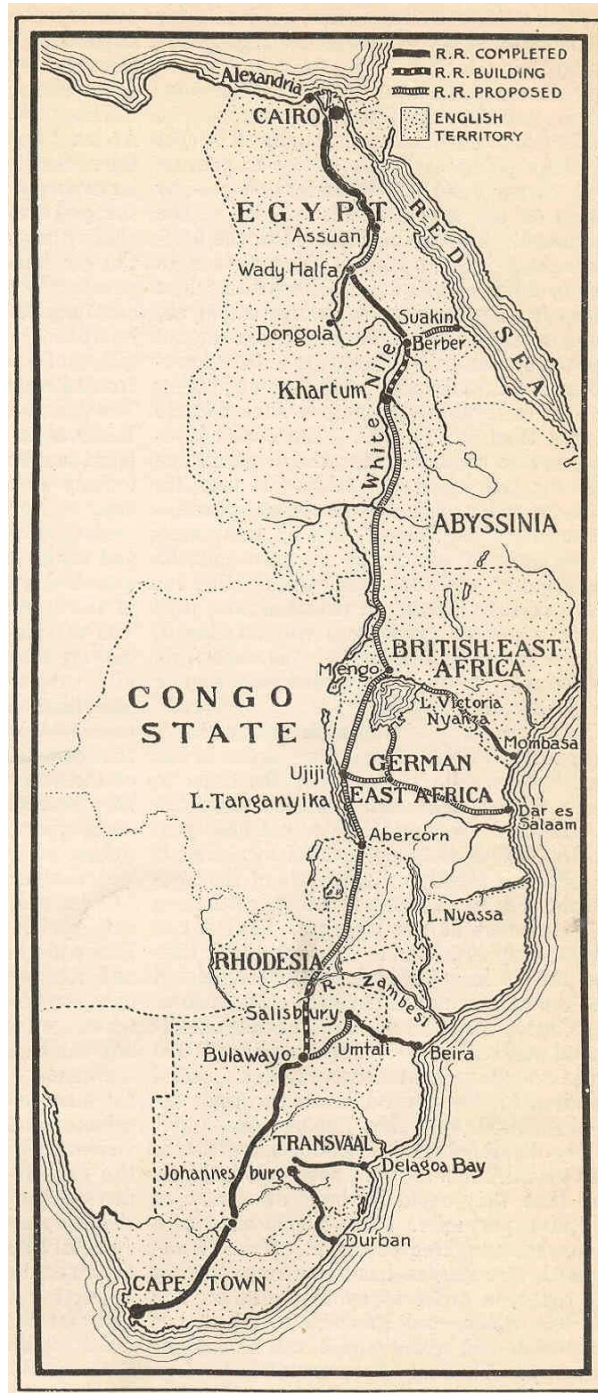 R.R. COMPLETED
R.R. BUILDING
R.R. PROPOSED
ENGLISH
TERRITORY
Alexandria
CAIRO
EGYPT
RED SEA
Assuan
Wady Halfa
Suakin
Dongola
Berber
Khartum
White Nile
ABYSSINIA
BRITISH EAST
AFRICA
Mengo
L. Victoria
Nyanza
CONGO
STATE
Mombasa
Ujiji
GERMAN
EAST AFRICA
L. Tanganyika
Dar es
Salaam
Abercorn
L. Nyassa
RHODESIA
R Zambesi
Salisbury
Bulawayo
Umtali
Beira
TRANSVAAL
Johannesburg
Delagoa Bay
Durban
CAPE TOWN